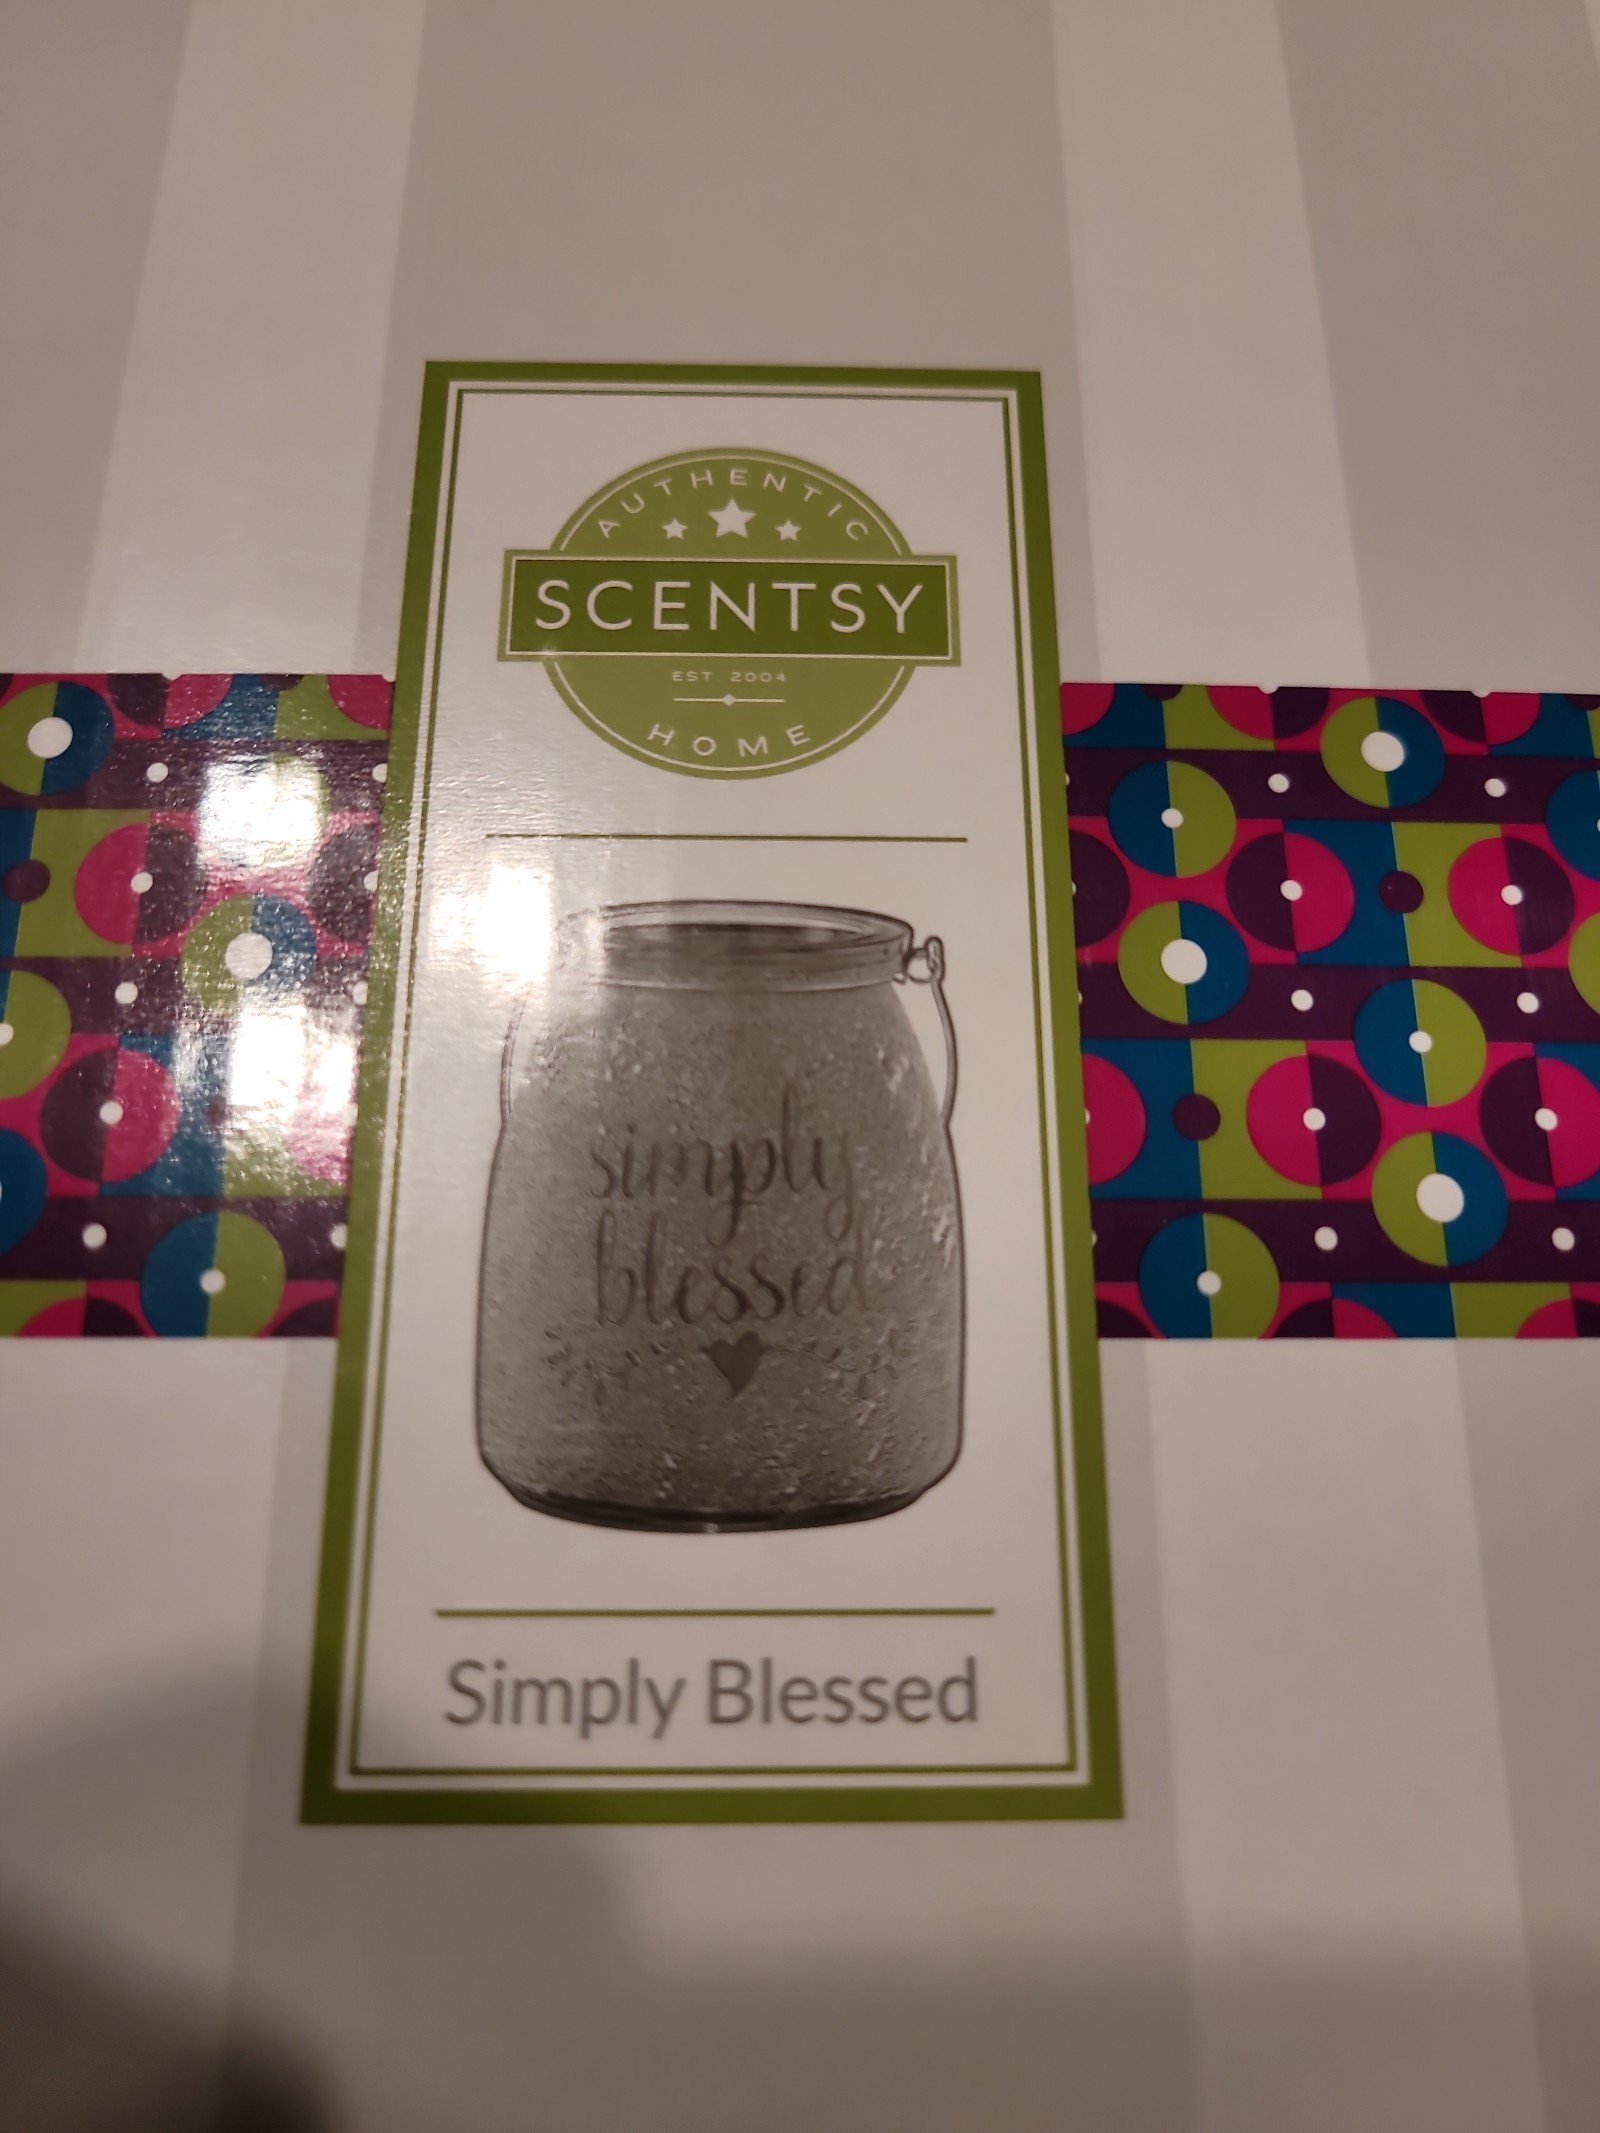 AUTHENTIC
SCENTSY
EST. 2004
HOME
simply
blessed
Simply Blessed